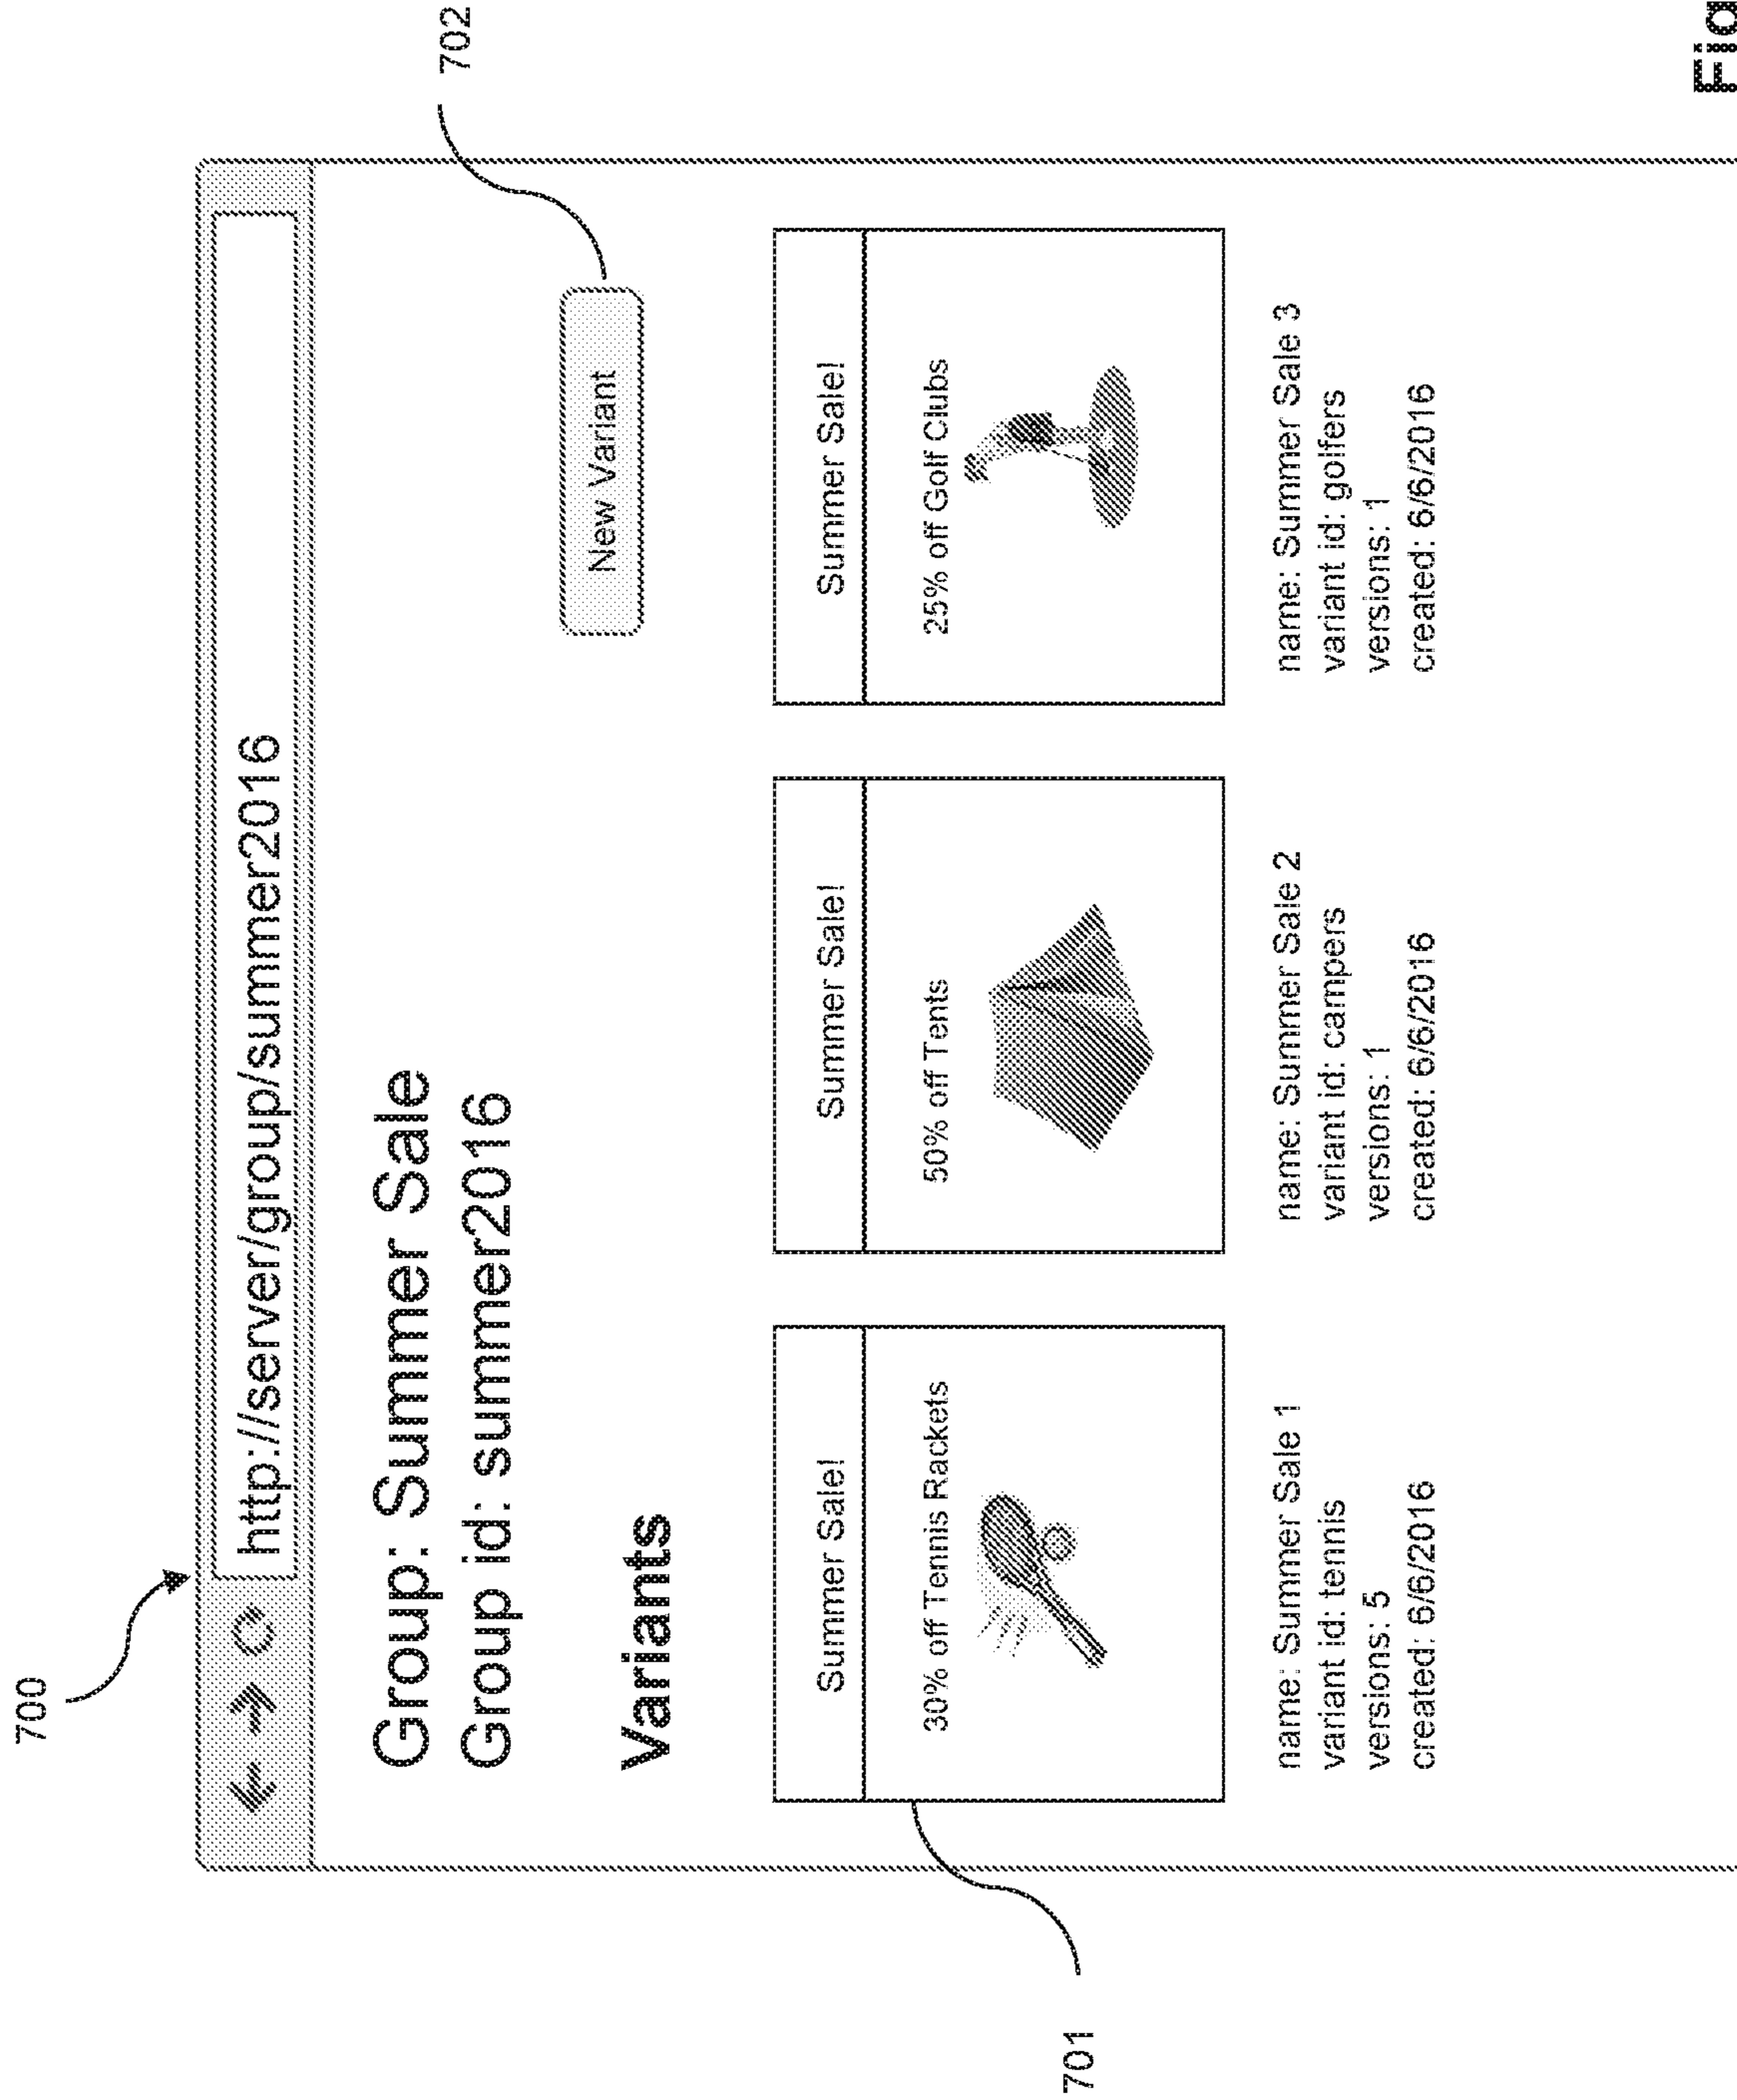 700
702
http://server/group/summer2016
Group: Summer Sale
Group id: summer2016
New Variant
Variants
Summer Sale!
30% off Tennis Rackets
name: Summer Sale 1
variant id: tennis
versions: 5
created: 6/6/2016
Summer Sale!
50% off Tents
name: Summer Sale 2
variant id: campers
versions: 1
created: 6/6/2016
Summer Sale!
25% off Golf Clubs
name: Summer Sale 3
variant id: golfers
versions: 1
created: 6/6/2016
701